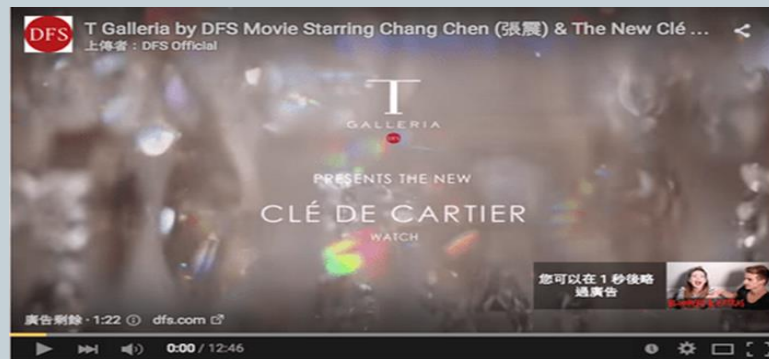 DFS
T Galleria by DFS Movie Starring Chang Chen (張震) & The New Clé ...
上傳者：DFS Official
T
GALLERIA
DFS
PRESENTS THE NEW
CLÉ DE CARTIER
WATCH
您可以在 1 秒後略
過廣告
廣告剩餘 · 1:22
dfs.com
0:00 / 12:46